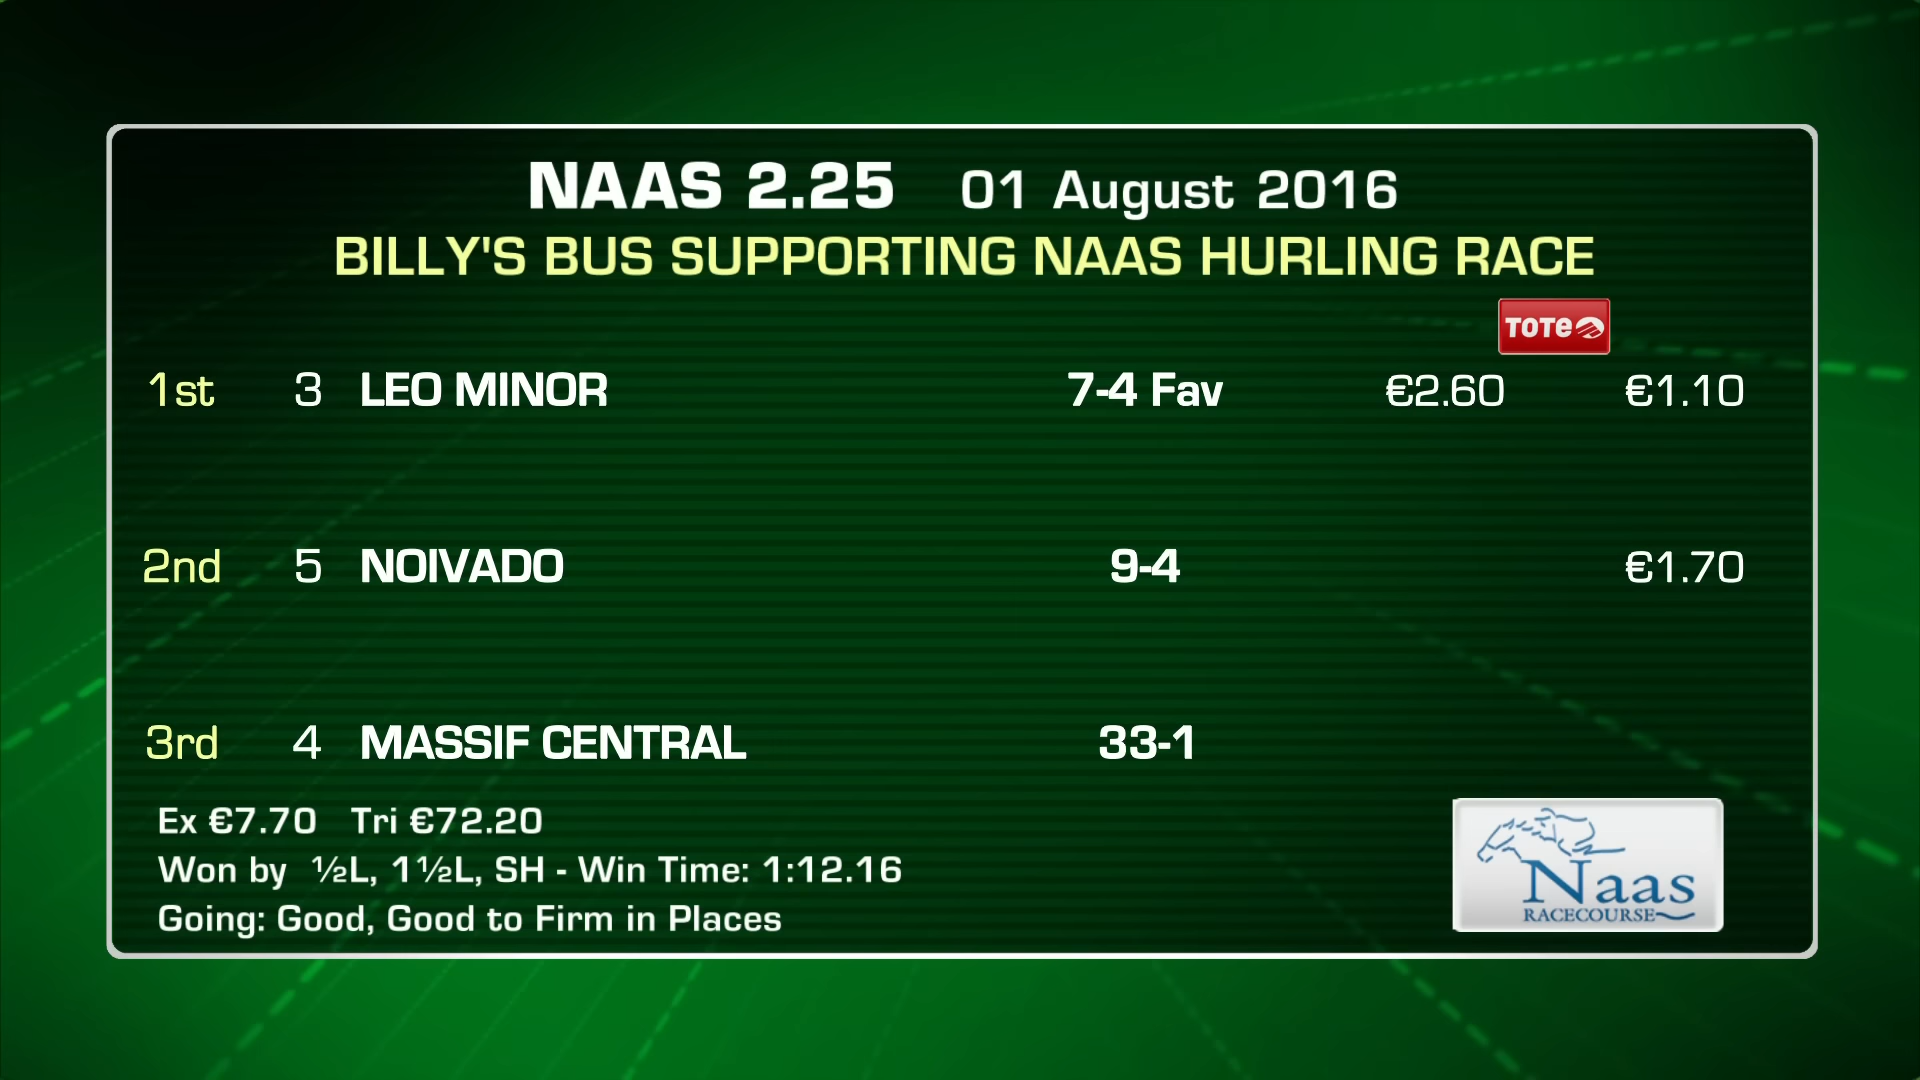 NAAS 2.25 01 August 2016
BILLY'S BUS SUPPORTING NAAS HURLING RACE
TOTE
1st 3 LEO MINOR 7-4 Fav €2.60 €1.10
2nd 5 NOIVADO 9-4 €1.70
3rd 4 MASSIF CENTRAL 33-1
Ex €7.70 Tri €72.20
Won by ½L, 1½L, SH - Win Time: 1:12.16
Going: Good, Good to Firm in Places
Naas
RACECOURSE